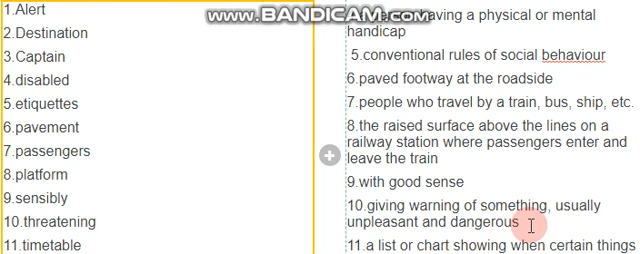 1.Alert
2.Destination
3.Captain
4.disabled
5.etiquettes
6.pavement
7.passengers
8.platform
9.sensibly
10.threatening
11.timetable
www.BANDICAM.com
having a physical or mental
handicap
5.conventional rules of social behaviour
6.paved footway at the roadside
7.people who travel by a train, bus, ship, etc.
8.the raised surface above the lines on a
railway station where passengers enter and
leave the train
9.with good sense
10.giving warning of something, usually
unpleasant and dangerous
11.a list or chart showing when certain things